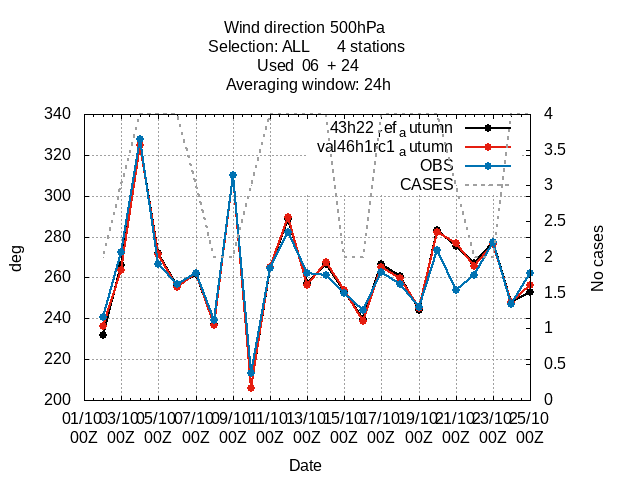 Wind direction 500hPa
Selection: ALL 4 stations
Used 06 + 24
Averaging window: 24h
43h22 ref a utumn
val46h1rc1 a utumn
OBS
CASES
340
320
300
280
260
240
220
200
deg
4
3.5
3
2.5
2
1.5
1
0.5
0
No cases
01/10 03/10 05/10 07/10 09/10 11/10 13/10 15/10 17/10 19/10 21/10 23/10 25/10
00Z 00Z 00Z 00Z 00Z 00Z 00Z 00Z 00Z 00Z 00Z 00Z 00Z
Date